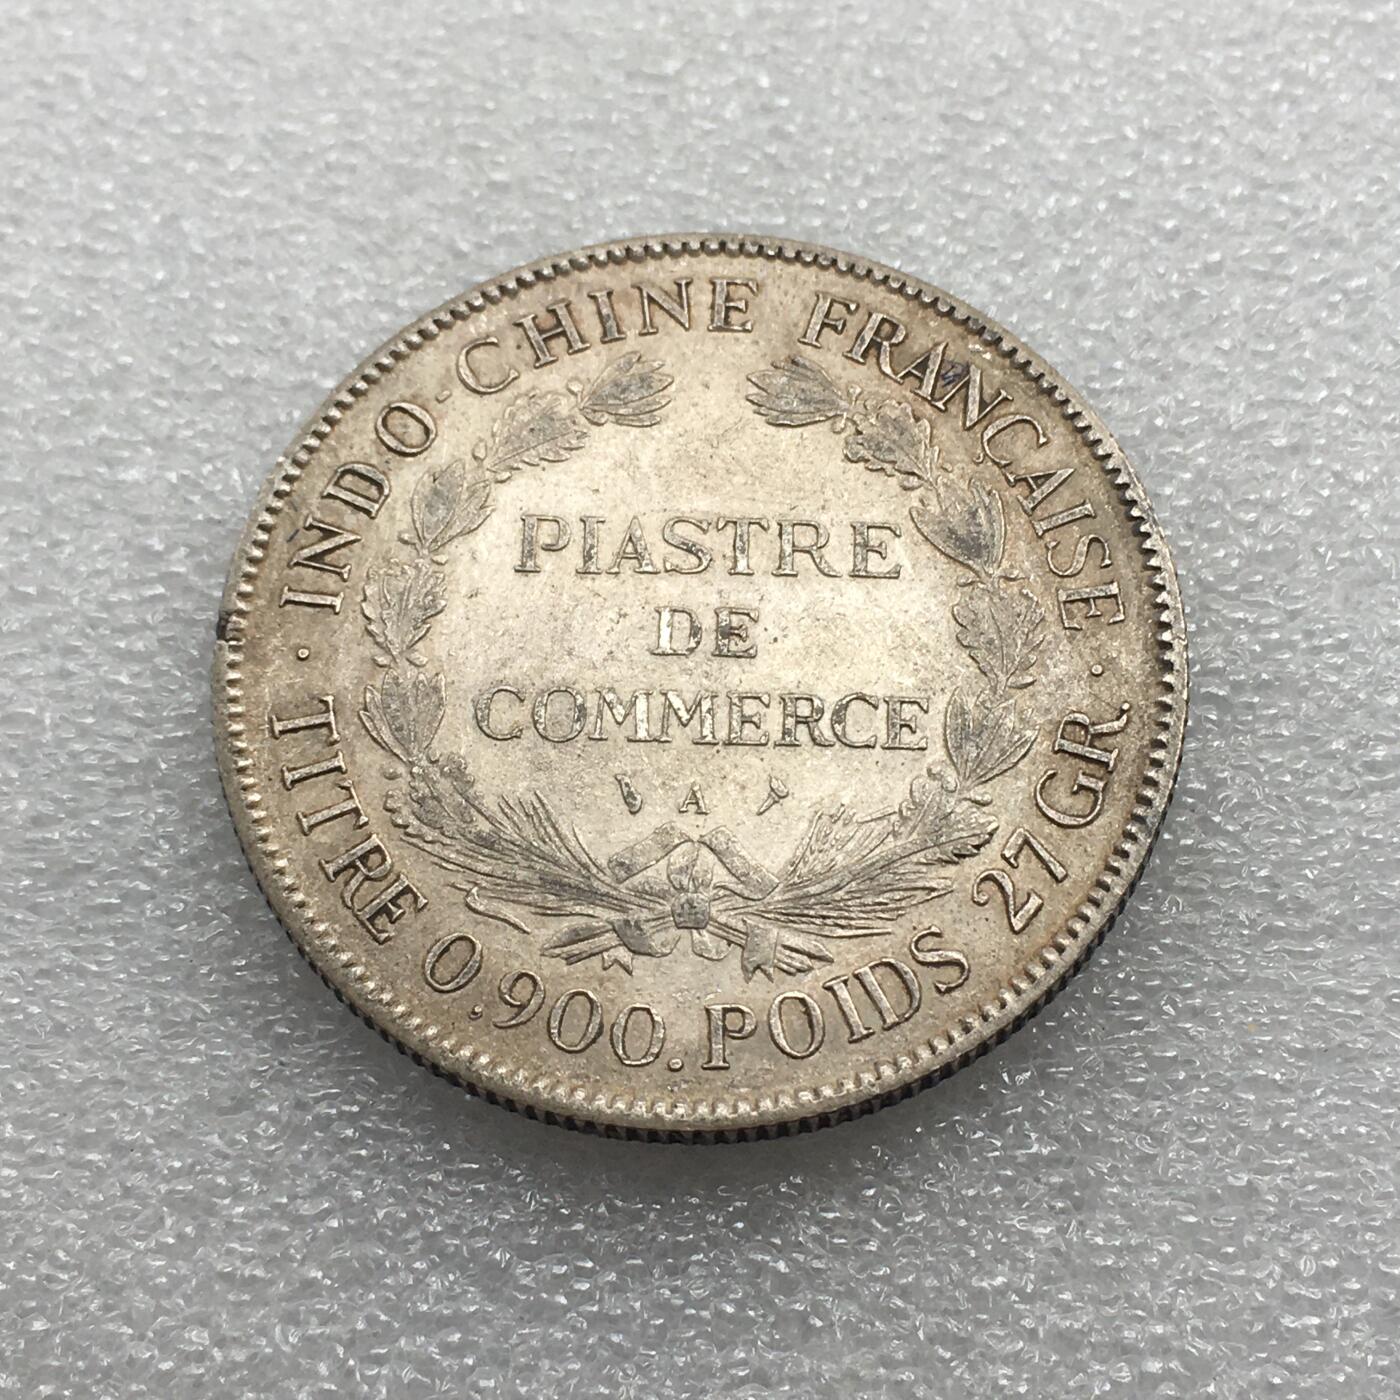 INDO-CHINE FRANÇAISE
PIASTRE
DE
COMMERCE
A
TITRE 0.900. POIDS 27 GR.